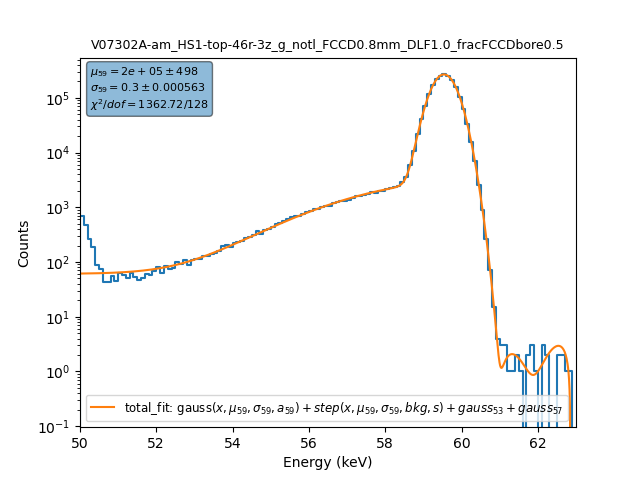 V07302A-am_HS1-top-46r-3z_g_notl_FCCD0.8mm_DLF1.0_fracFCCDbore0.5
μ₅₉ = 2e + 05 ± 498
σ₅₉ = 0.3 ± 0.000563
χ²/dof = 1362.72/128
Counts
10⁵
10⁴
10³
10²
10¹
10⁰
10⁻¹
total_fit: gauss(x, μ₅₉, σ₅₉, a₅₉) + step(x, μ₅₉, σ₅₉, bkg, s) + gauss₅₃ + gauss₅₇
50 52 54 56 58 60 62
Energy (keV)